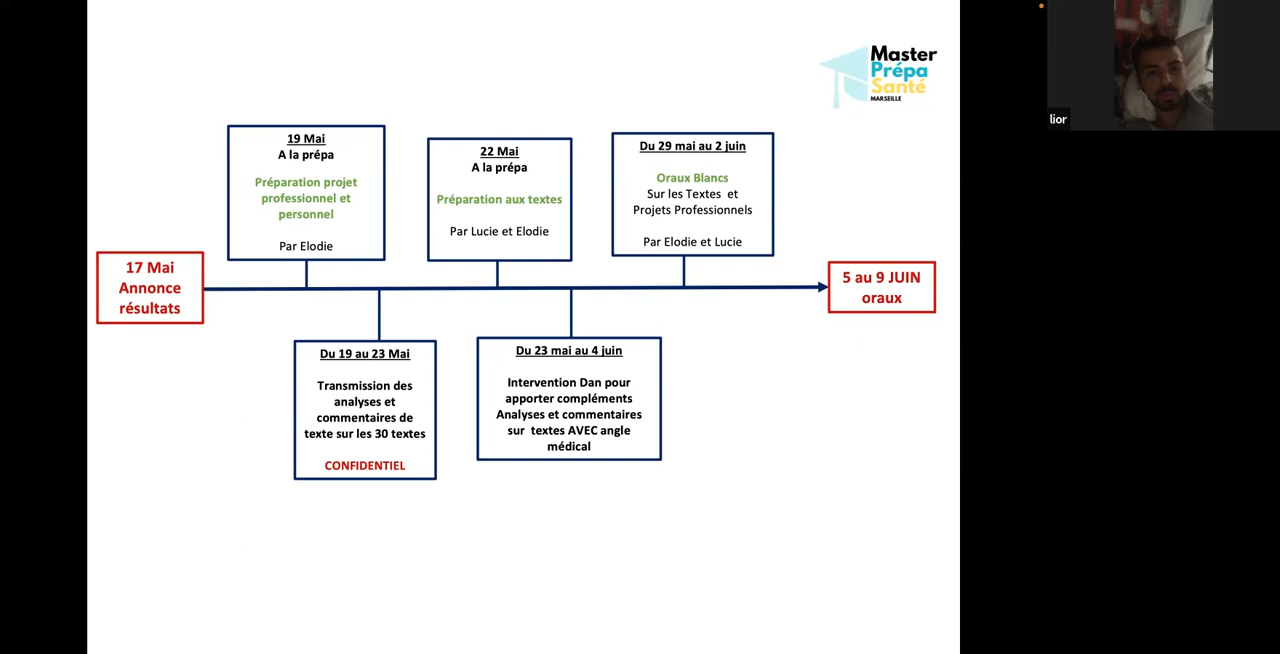 Master
Prépa
Santé
MARSEILLE
lior
19 Mai
A la prépa
Préparation projet
professionnel et
personnel
Par Elodie
22 Mai
A la prépa
Préparation aux textes
Par Lucie et Elodie
Du 29 mai au 2 juin
Oraux Blancs
Sur les Textes et
Projets Professionnels
Par Elodie et Lucie
17 Mai
Annonce
résultats
5 au 9 JUIN
oraux
Du 19 au 23 Mai
Transmission des
analyses et
commentaires de
texte sur les 30 textes
CONFIDENTIEL
Du 23 mai au 4 juin
Intervention Dan pour
apporter compléments
Analyses et commentaires
sur textes AVEC angle
médical